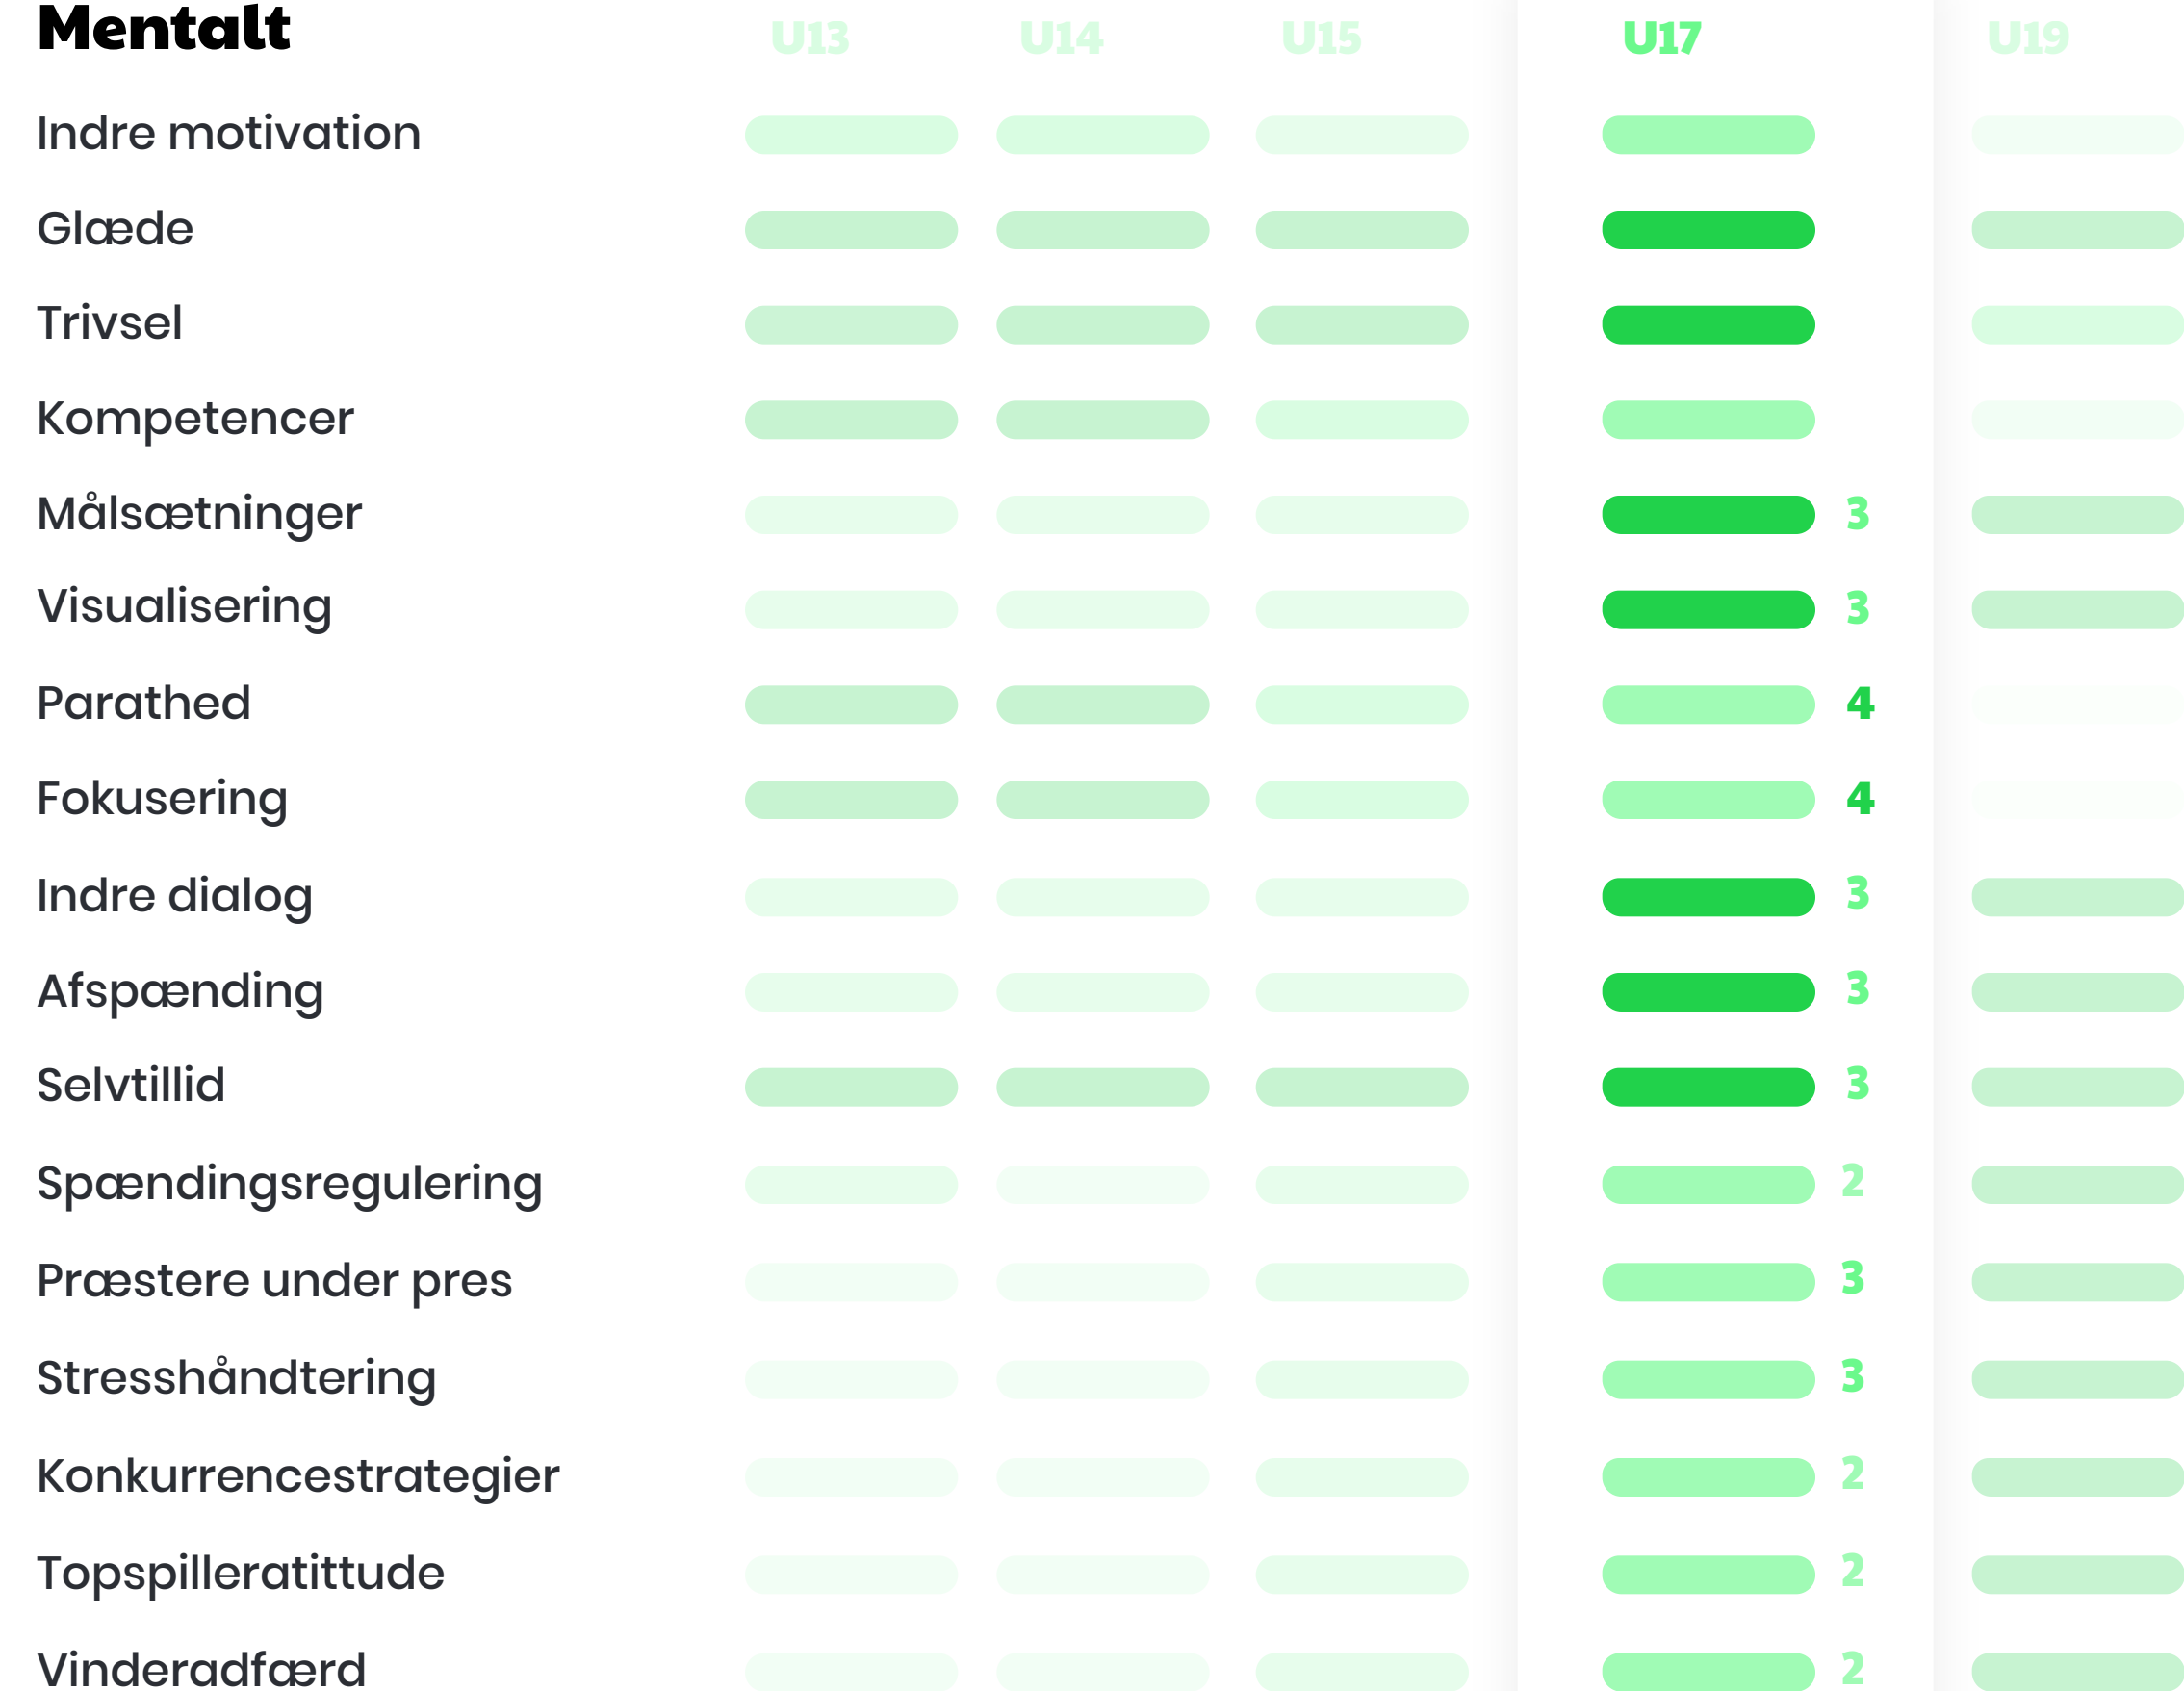 Mentalt U13 U14 U15 U17 U19
Indre motivation
Glæde
Trivsel
Kompetencer
Målsætninger 3
Visualisering 3
Parathed 4
Fokusering 4
Indre dialog 3
Afspænding 3
Selvtillid 3
Spændingsregulering 2
Præstere under pres 3
Stresshåndtering 3
Konkurrencestrategier 2
Topspilleratittude 2
Vinderadfærd 2